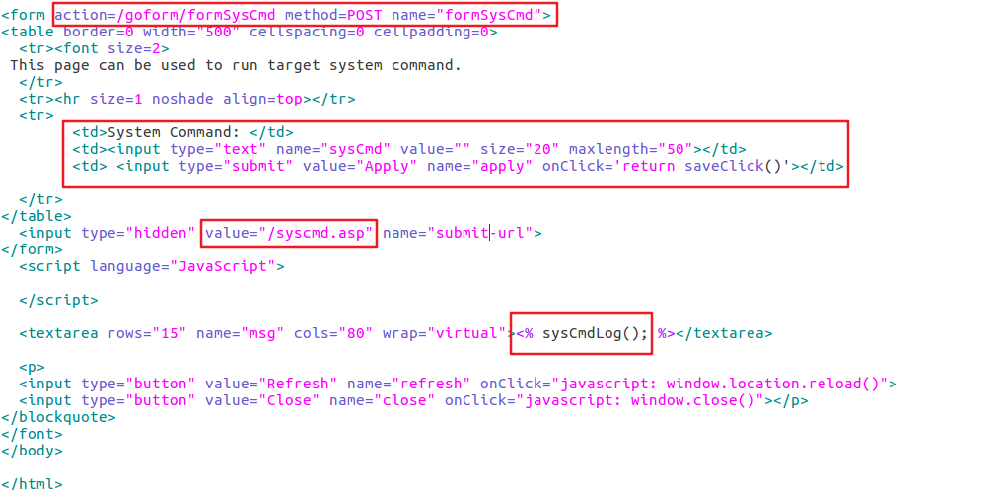 <form action=/goform/formSysCmd method=POST name="formSysCmd">
<table border=0 width="500" cellspacing=0 cellpadding=0>
<tr><font size=2>
This page can be used to run target system command.
</tr>
<tr><hr size=1 noshade align=top></tr>
<tr>
<td>System Command: </td>
<td><input type="text" name="sysCmd" value="" size="20" maxlength="50"></td>
<td> <input type="submit" value="Apply" name="apply" onClick='return saveClick()'></td>
</tr>
</table>
<input type="hidden" value="/syscmd.asp" name="submit-url">
</form>
<script language="JavaScript">
</script>
<textarea rows="15" name="msg" cols="80" wrap="virtual"><% sysCmdLog(); %></textarea>
<p>
<input type="button" value="Refresh" name="refresh" onClick="javascript: window.location.reload()">
<input type="button" value="Close" name="close" onClick="javascript: window.close()"></p>
</blockquote>
</font>
</body>
</html>